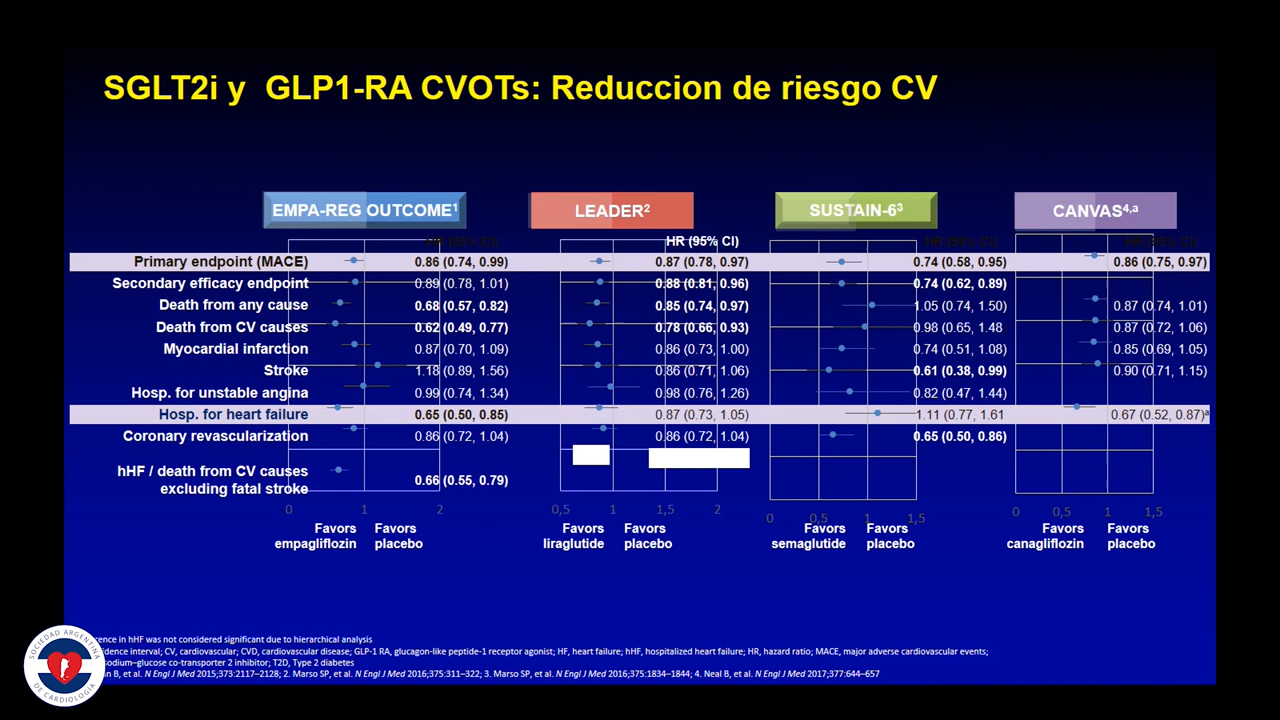 SGLT2i y GLP1-RA CVOTs: Reduccion de riesgo CV
EMPA-REG OUTCOME1 LEADER2 SUSTAIN-63 CANVAS4,a
HR (95% CI) HR (95% CI) HR (95% CI) HR (95% CI)
Primary endpoint (MACE) 0.86 (0.74, 0.99) 0.87 (0.78, 0.97) 0.74 (0.58, 0.95) 0.86 (0.75, 0.97)
Secondary efficacy endpoint 0.89 (0.78, 1.01) 0.88 (0.81, 0.96) 0.74 (0.62, 0.89)
Death from any cause 0.68 (0.57, 0.82) 0.85 (0.74, 0.97) 1.05 (0.74, 1.50) 0.87 (0.74, 1.01)
Death from CV causes 0.62 (0.49, 0.77) 0.78 (0.66, 0.93) 0.98 (0.65, 1.48 0.87 (0.72, 1.06)
Myocardial infarction 0.87 (0.70, 1.09) 0.86 (0.73, 1.00) 0.74 (0.51, 1.08) 0.85 (0.69, 1.05)
Stroke 1.18 (0.89, 1.56) 0.86 (0.71, 1.06) 0.61 (0.38, 0.99) 0.90 (0.71, 1.15)
Hosp. for unstable angina 0.99 (0.74, 1.34) 0.98 (0.76, 1.26) 0.82 (0.47, 1.44)
Hosp. for heart failure 0.65 (0.50, 0.85) 0.87 (0.73, 1.05) 1.11 (0.77, 1.61 0.67 (0.52, 0.87)a
Coronary revascularization 0.86 (0.72, 1.04) 0.86 (0.72, 1.04) 0.65 (0.50, 0.86)
hHF / death from CV causes
excluding fatal stroke 0.66 (0.55, 0.79)
0 1 2 0,5 1 1,5 2 0 0,5 1 1,5 0 0,5 1 1,5
Favors Favors Favors Favors Favors Favors Favors Favors
empagliflozin placebo liraglutide placebo semaglutide placebo canagliflozin placebo
in hHF was not considered significant due to hierarchical analysis
interval; CV, cardiovascular; CVD, cardiovascular disease; GLP-1 RA, glucagon-like peptide-1 receptor agonist; HF, heart failure; hHF, hospitalized heart failure; HR, hazard ratio; MACE, major adverse cardiovascular events;
sodium–glucose co-transporter 2 inhibitor; T2D, Type 2 diabetes
B, et al. N Engl J Med 2015;373:2117–2128; 2. Marso SP, et al. N Engl J Med 2016;375:311–322; 3. Marso SP, et al. N Engl J Med 2016;375:1834–1844; 4. Neal B, et al. N Engl J Med 2017;377:644–657
SOCIEDAD ARGENTINA
DE CARDIOLOGÍA